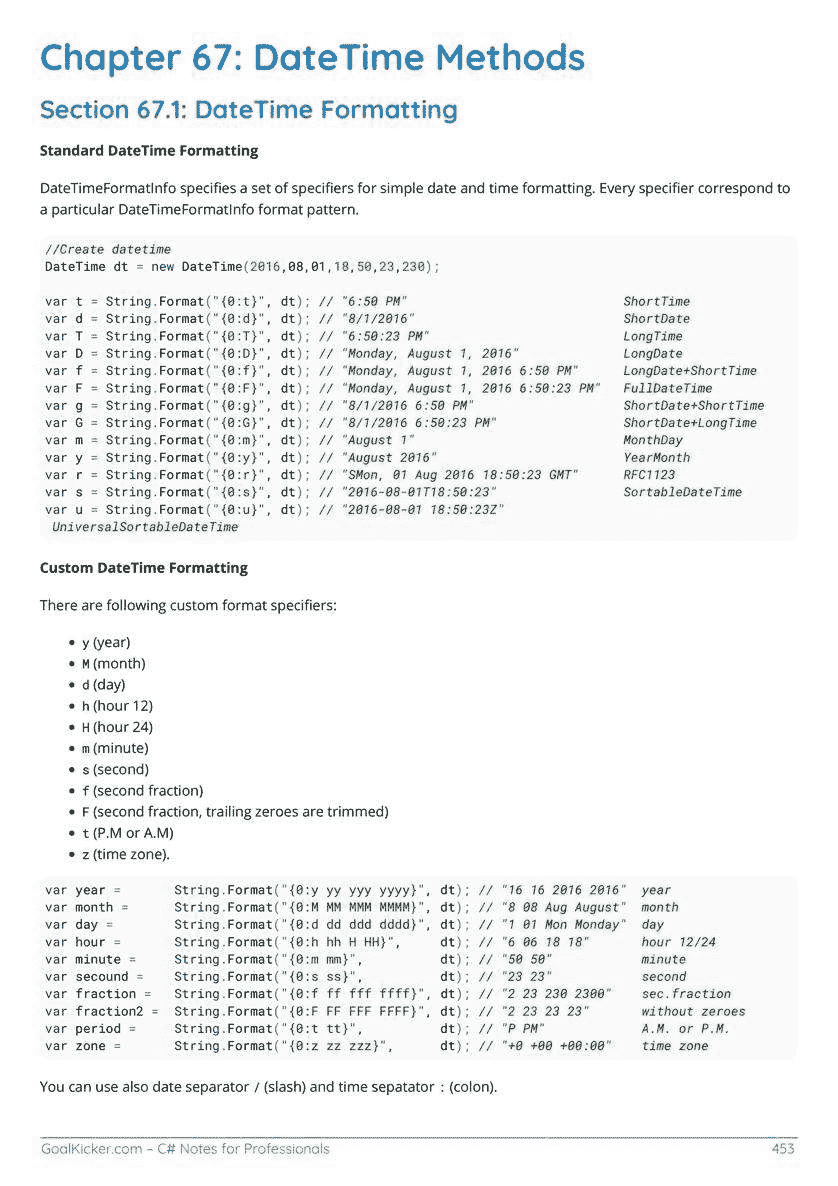 Chapter 67: DateTime Methods
Section 67.1: DateTime Formatting
Standard DateTime Formatting
DateTimeFormatInfo specifies a set of specifiers for simple date and time formatting. Every specifier correspond to
a particular DateTimeFormatInfo format pattern.
//Create datetime
DateTime dt = new DateTime(2016,08,01,18,50,23,230);
var t = String.Format("{0:t}", dt); // "6:50 PM" ShortTime
var d = String.Format("{0:d}", dt); // "8/1/2016" ShortDate
var T = String.Format("{0:T}", dt); // "6:50:23 PM" LongTime
var D = String.Format("{0:D}", dt); // "Monday, August 1, 2016" LongDate
var f = String.Format("{0:f}", dt); // "Monday, August 1, 2016 6:50 PM" LongDate+ShortTime
var F = String.Format("{0:F}", dt); // "Monday, August 1, 2016 6:50:23 PM" FullDateTime
var g = String.Format("{0:g}", dt); // "8/1/2016 6:50 PM" ShortDate+ShortTime
var G = String.Format("{0:G}", dt); // "8/1/2016 6:50:23 PM" ShortDate+LongTime
var m = String.Format("{0:m}", dt); // "August 1" MonthDay
var y = String.Format("{0:y}", dt); // "August 2016" YearMonth
var r = String.Format("{0:r}", dt); // "SMon, 01 Aug 2016 18:50:23 GMT" RFC1123
var s = String.Format("{0:s}", dt); // "2016-08-01T18:50:23" SortableDateTime
var u = String.Format("{0:u}", dt); // "2016-08-01 18:50:23Z"
UniversalSortableDateTime
Custom DateTime Formatting
There are following custom format specifiers:
• y (year)
• M (month)
• d (day)
• h (hour 12)
• H (hour 24)
• m (minute)
• s (second)
• f (second fraction)
• F (second fraction, trailing zeroes are trimmed)
• t (P.M or A.M)
• z (time zone).
var year = String.Format("{0:y yy yyy yyyy}", dt); // "16 16 2016 2016" year
var month = String.Format("{0:M MM MMM MMMM}", dt); // "8 08 Aug August" month
var day = String.Format("{0:d dd ddd dddd}", dt); // "1 01 Mon Monday" day
var hour = String.Format("{0:h hh H HH}", dt); // "6 06 18 18" hour 12/24
var minute = String.Format("{0:m mm}", dt); // "50 50" minute
var secound = String.Format("{0:s ss}", dt); // "23 23" second
var fraction = String.Format("{0:f ff fff ffff}", dt); // "2 23 230 2300" sec.fraction
var fraction2 = String.Format("{0:F FF FFF FFFF}", dt); // "2 23 23 23" without zeroes
var period = String.Format("{0:t tt}", dt); // "P PM" A.M. or P.M.
var zone = String.Format("{0:z zz zzz}", dt); // "+0 +00 +00:00" time zone
You can use also date separator / (slash) and time sepatator : (colon).
GoalKicker.com – C# Notes for Professionals 453